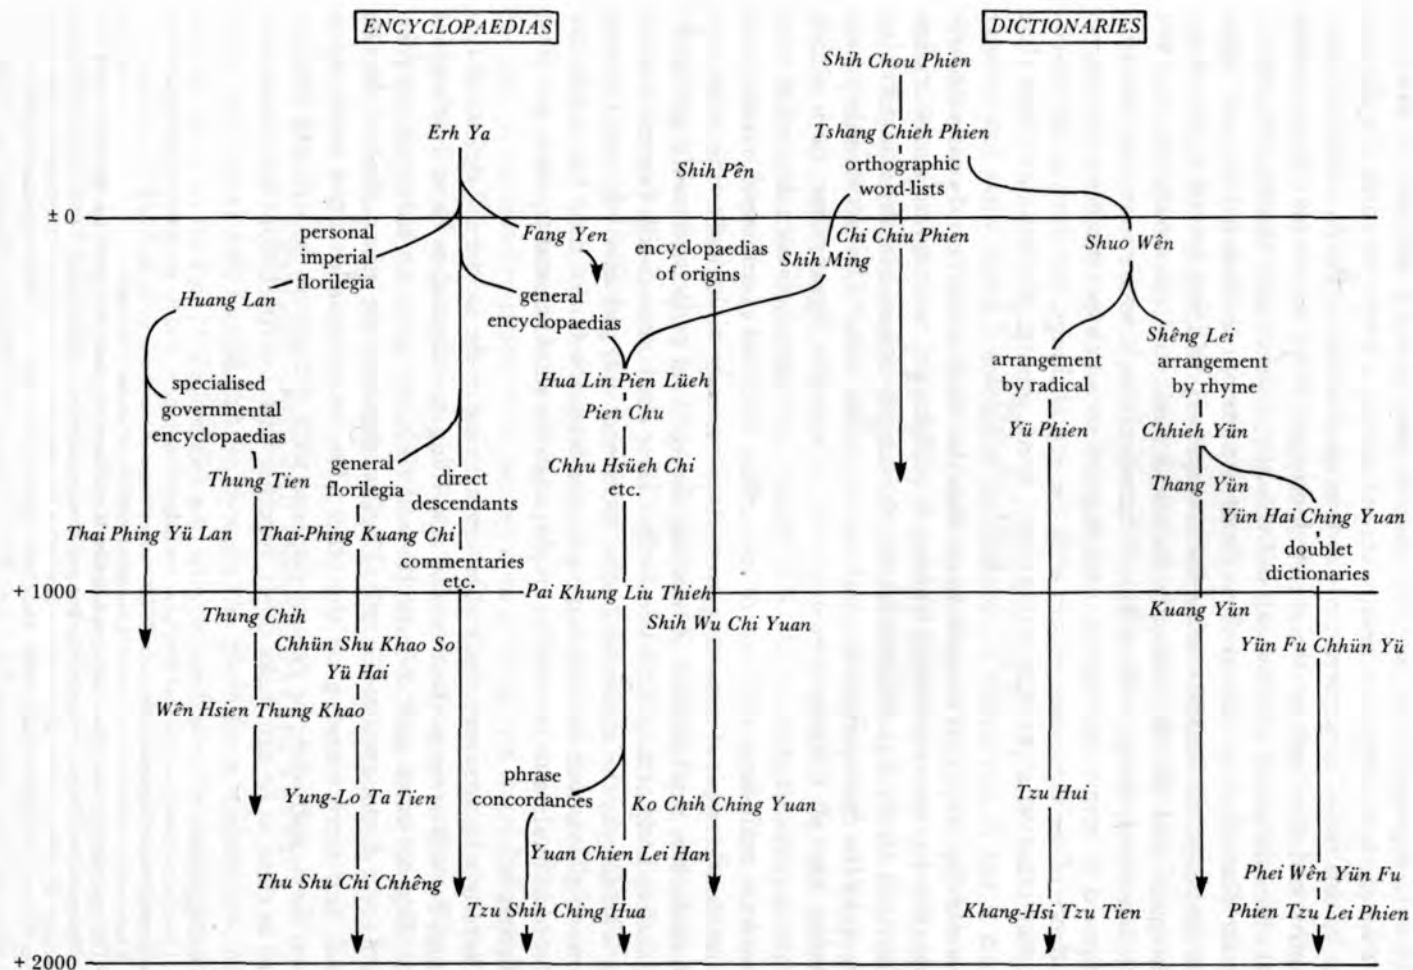 ENCYCLOPAEDIAS
DICTIONARIES
Shih Chou Phien
Erh Ya
Tshang Chieh Phien
orthographic
word-lists
Shih Pên
± 0
personal
imperial
florilegia
Fang Yen
encyclopaedias
of origins
Chi Chiu Phien
Shih Ming
Shuo Wên
Huang Lan
general
encyclopaedias
Shêng Lei
arrangement
by radical
arrangement
by rhyme
specialised
governmental
encyclopaedias
Hua Lin Pien Lüeh
Pien Chu
Yü Phien
Chhieh Yün
Thung Tien
general
florilegia
direct
descendants
Chhu Hsüeh Chi
etc.
Thang Yün
Yün Hai Ching Yuan
doublet
dictionaries
Thai Phing Yü Lan
Thai-Phing Kuang Chi
commentaries
etc.
+ 1000
Pai Khung Liu Thieh
Thung Chih
Shih Wu Chi Yuan
Kuang Yün
Chhün Shu Khao So
Yü Hai
Yün Fu Chhün Yü
Wên Hsien Thung Khao
phrase
concordances
Yung-Lo Ta Tien
Ko Chih Ching Yuan
Tzu Hui
Yuan Chien Lei Han
Thu Shu Chi Chhêng
Phei Wên Yün Fu
Tzu Shih Ching Hua
Khang-Hsi Tzu Tien
Phien Tzu Lei Phien
+ 2000